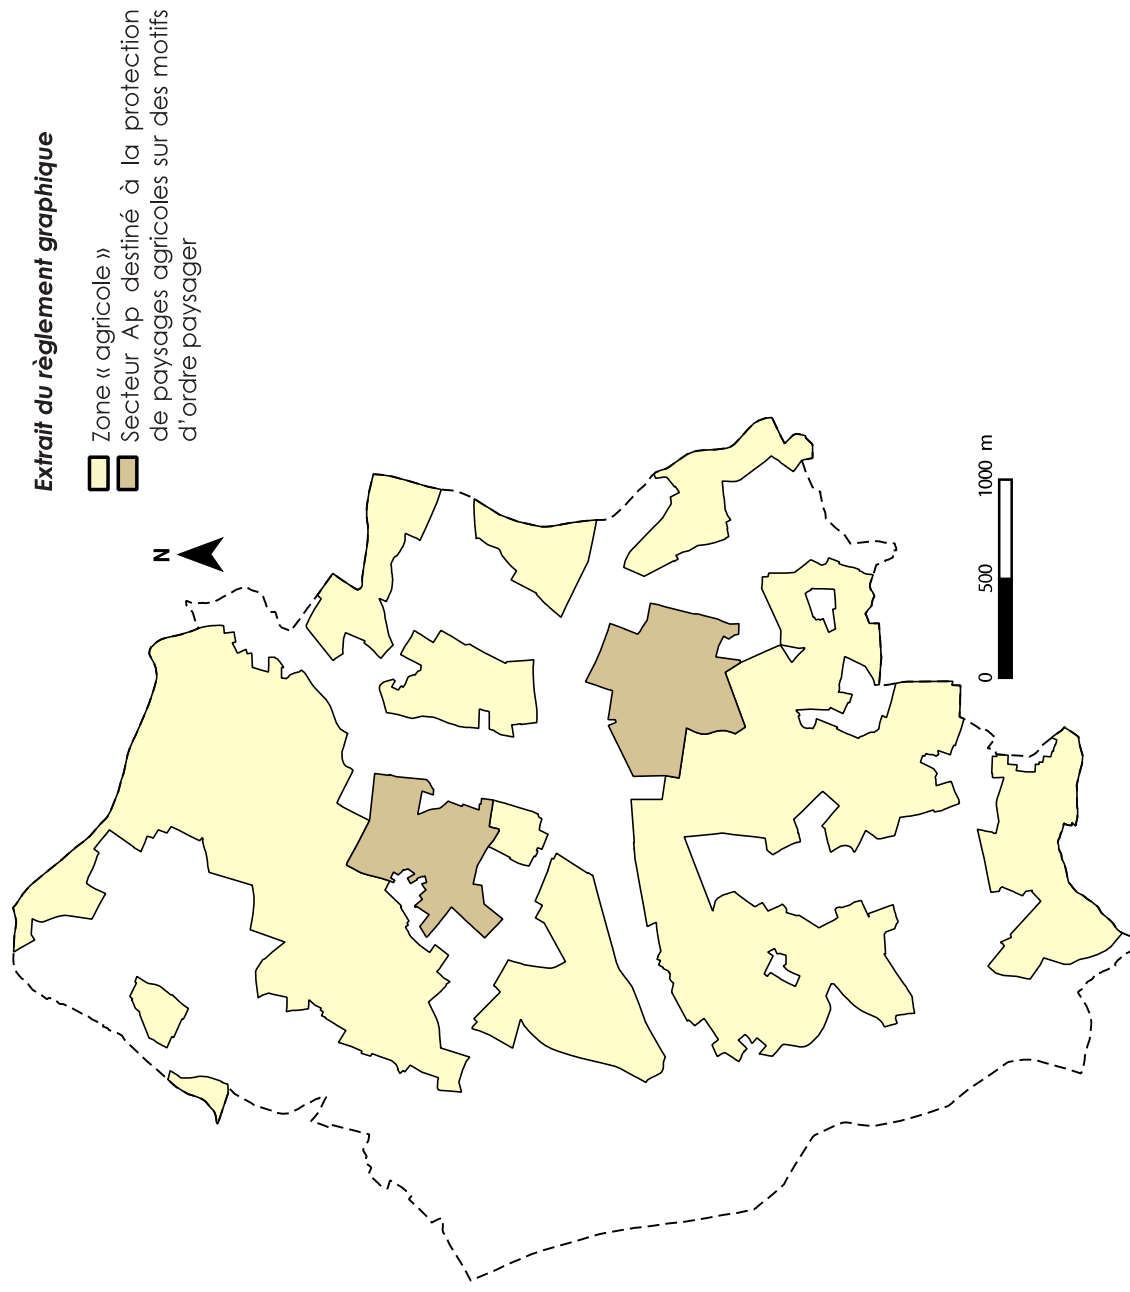 Extrait du règlement graphique
Zone « agricole »
Secteur Ap destiné à la protection
de paysages agricoles sur des motifs
d'ordre paysager
N
0 500 1000 m